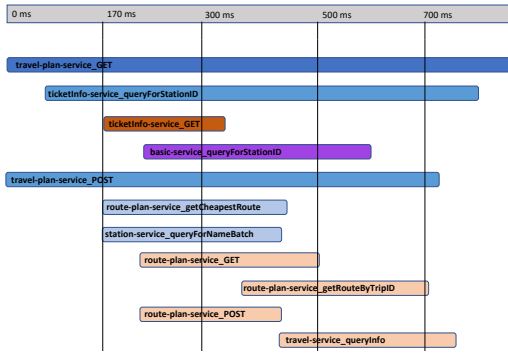 0 ms 170 ms 300 ms 500 ms 700 ms
travel-plan-service_GET
ticketInfo-service_queryForStationID
ticketInfo-service_GET
basic-service_queryForStationID
travel-plan-service_POST
route-plan-service_getCheapestRoute
station-service_queryForNameBatch
route-plan-service_GET
route-plan-service_getRouteByTripID
route-plan-service_POST
travel-service_queryInfo